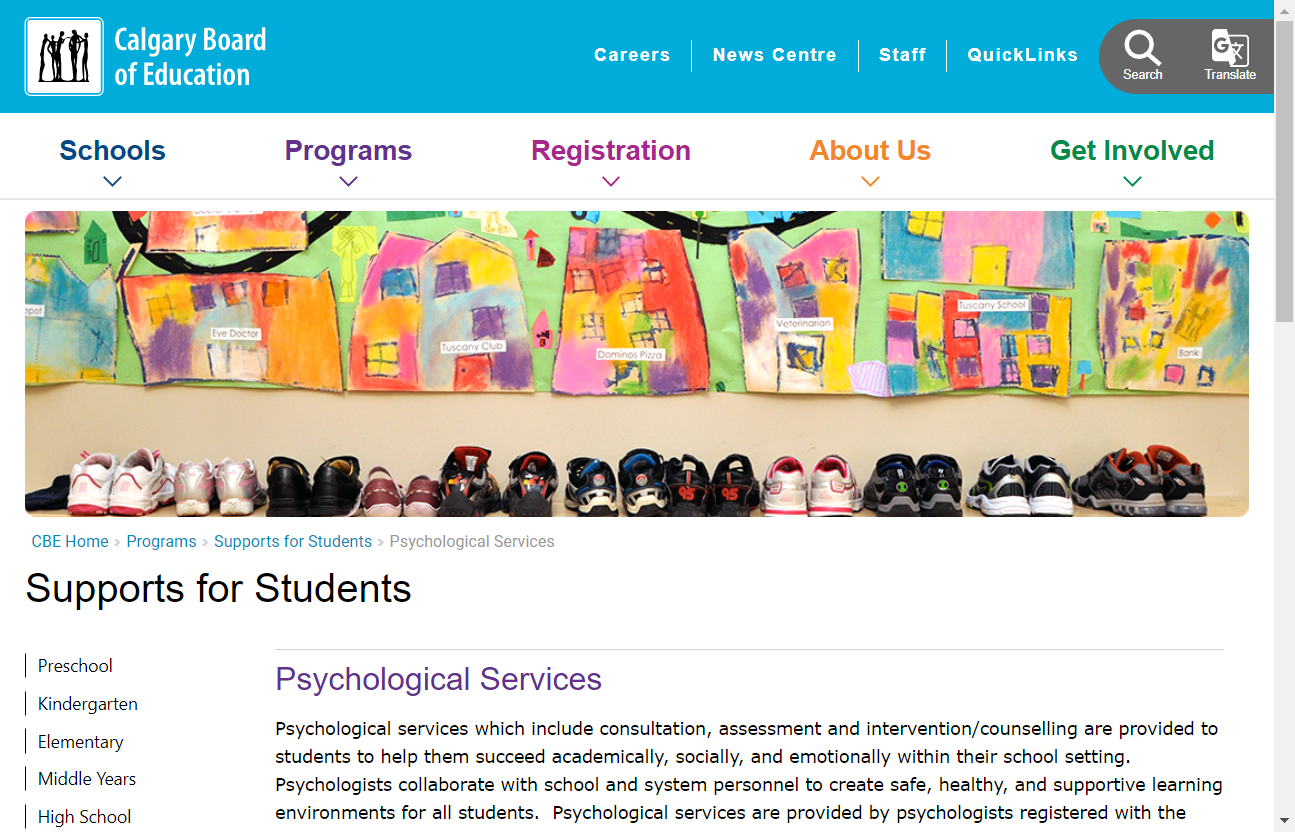 Calgary Board
of Education
Careers
News Centre
Staff
QuickLinks
Search
Translate
Schools
Programs
Registration
About Us
Get Involved
Eye Doctor
Tuscany Club
Dominos Pizza
Veterinarian
Tuscany School
Bank
95 95
CBE Home Programs Supports for Students Psychological Services
Supports for Students
Preschool
Kindergarten
Elementary
Middle Years
High School
Psychological Services
Psychological services which include consultation, assessment and intervention/counselling are provided to
students to help them succeed academically, socially, and emotionally within their school setting.
Psychologists collaborate with school and system personnel to create safe, healthy, and supportive learning
environments for all students. Psychological services are provided by psychologists registered with the